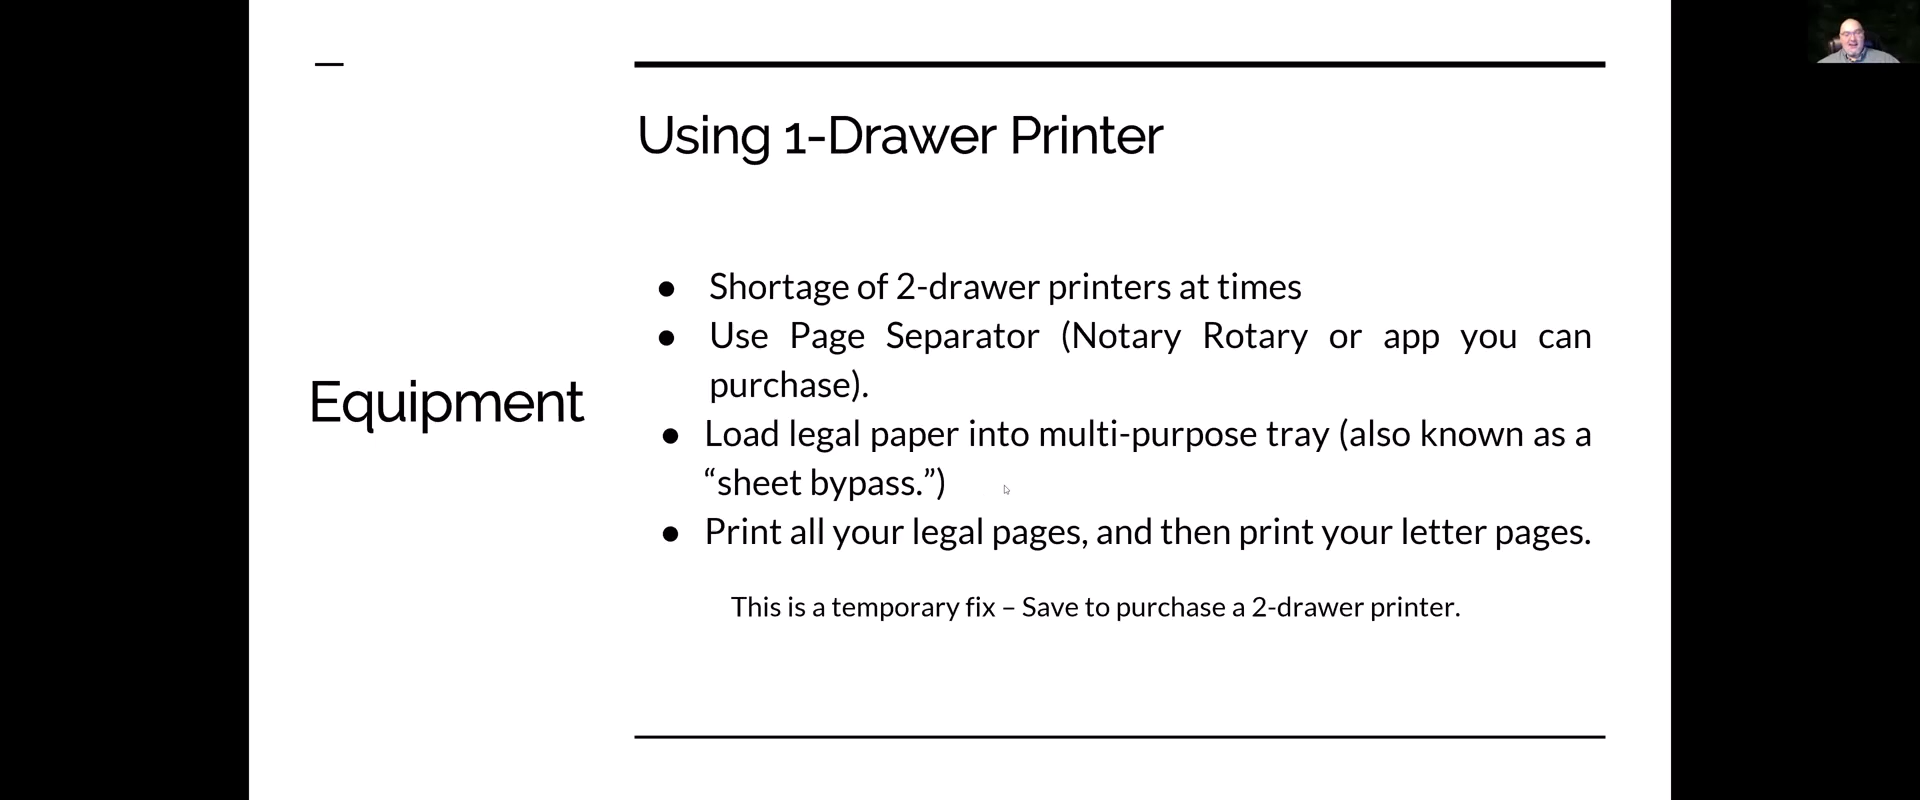 Using 1-Drawer Printer
Equipment
● Shortage of 2-drawer printers at times
● Use Page Separator (Notary Rotary or app you can
purchase).
● Load legal paper into multi-purpose tray (also known as a
“sheet bypass.”)
● Print all your legal pages, and then print your letter pages.
This is a temporary fix – Save to purchase a 2-drawer printer.